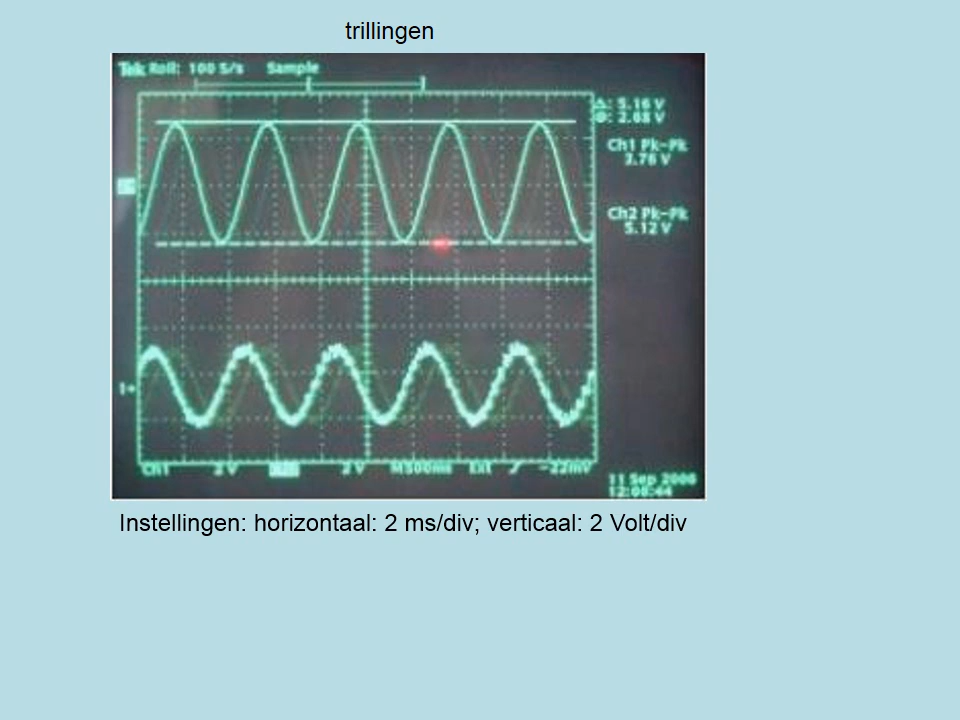 trillingen
Tek Roll: 100 S/s Sample
Δ: 5.16 V
@: 2.68 V
Ch1 Pk-Pk
3.76 V
Ch2 Pk-Pk
5.12 V
1
Ch1 2 V 2 V M500ms Ext -22mV
11 Sep 2008
12:08:44
Instellingen: horizontaal: 2 ms/div; verticaal: 2 Volt/div